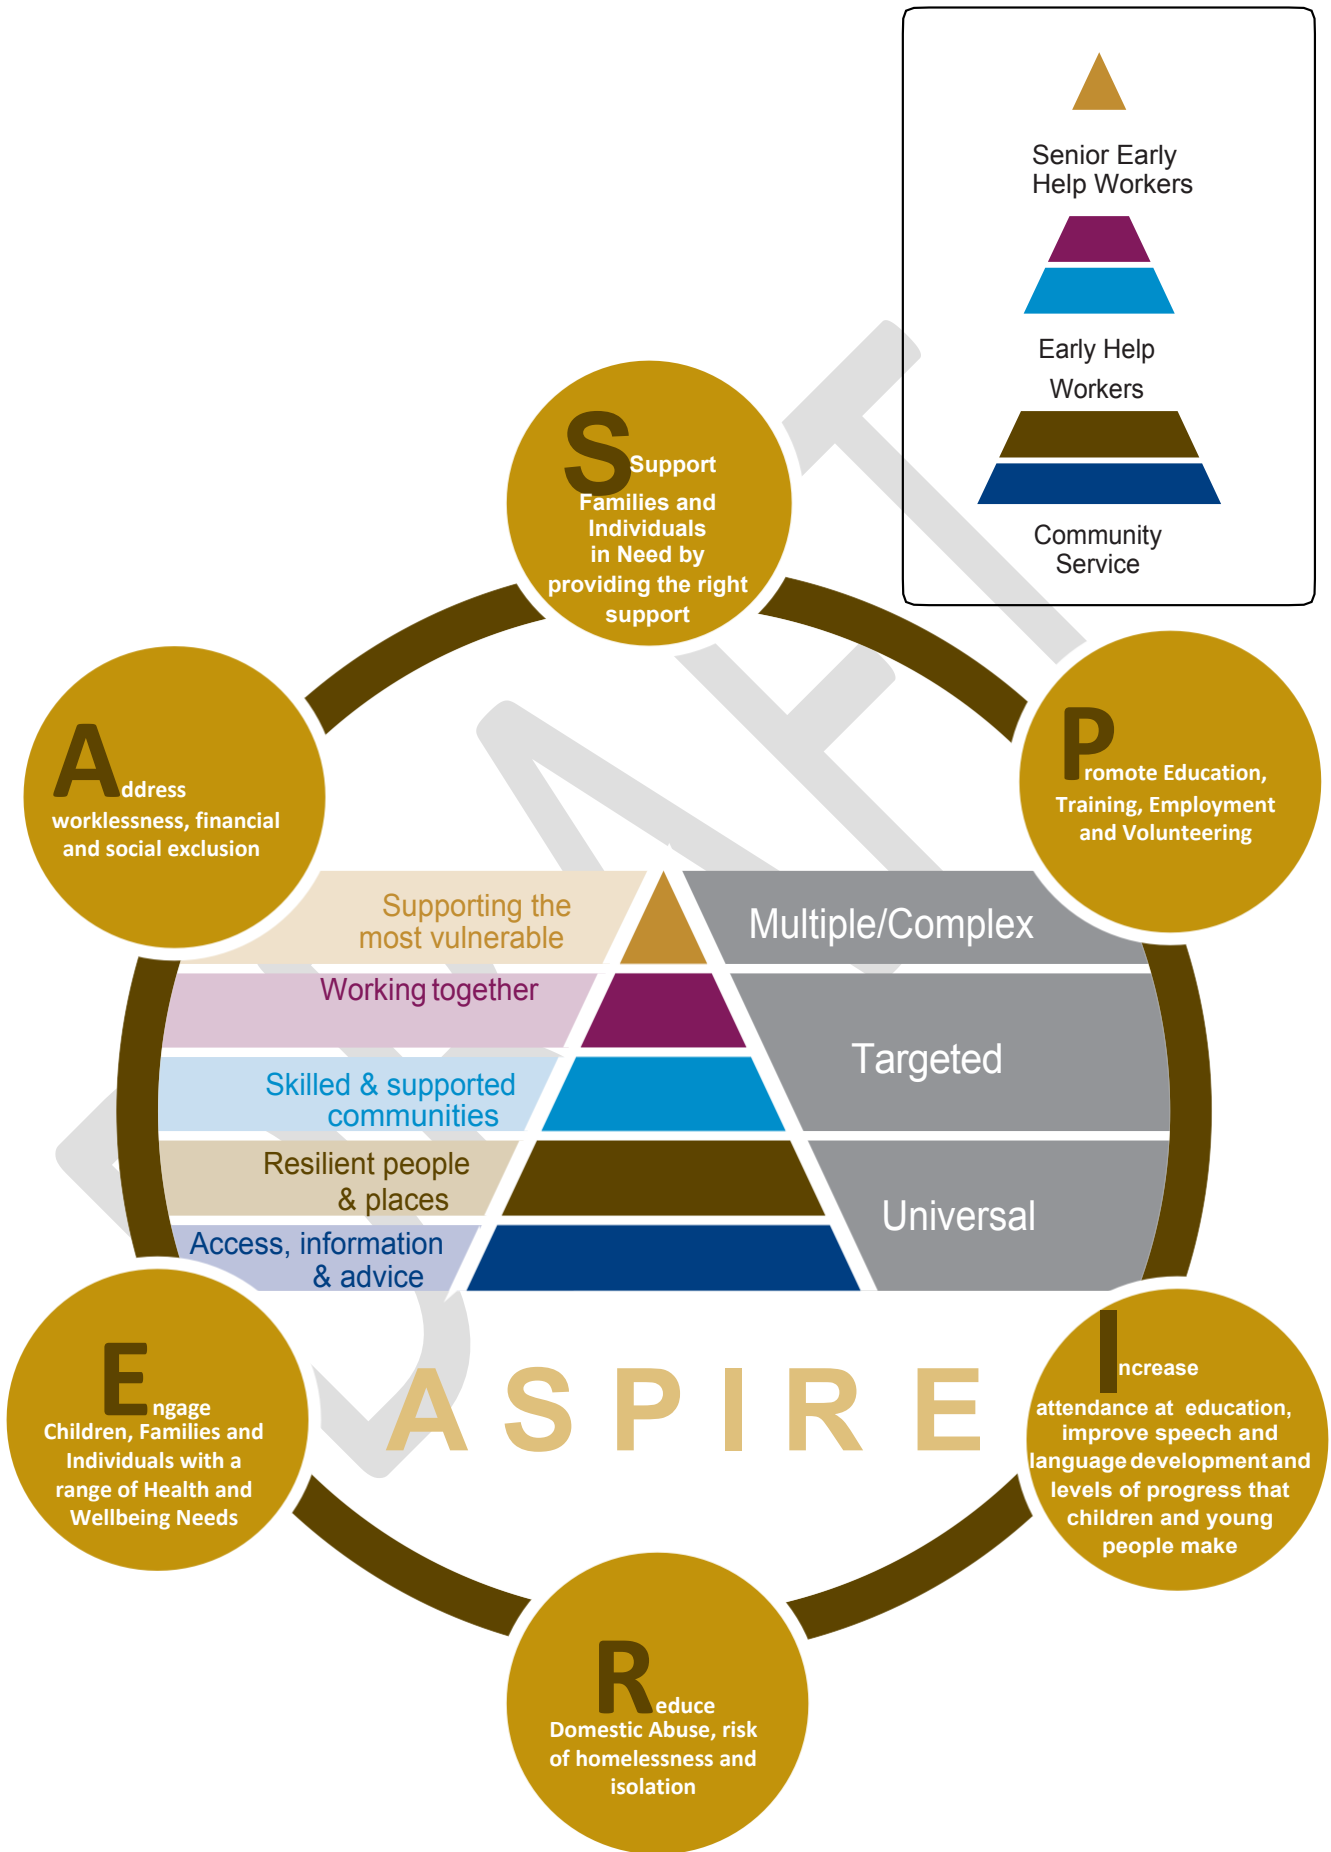 Senior Early
Help Workers
Early Help
Workers
Community
Service
SSupport
Families and
Individuals
in Need by
providing the right
support
Address
worklessness, financial
and social exclusion
Promote Education,
Training, Employment
and Volunteering
Supporting the
most vulnerable
Multiple/Complex
Working together
Targeted
Skilled & supported
communities
Resilient people
& places
Universal
Access, information
& advice
Engage
Children, Families and
Individuals with a
range of Health and
Wellbeing Needs
ASPIRE
Increase
attendance at education,
improve speech and
language development and
levels of progress that
children and young
people make
Reduce
Domestic Abuse, risk
of homelessness and
isolation
DRAFT